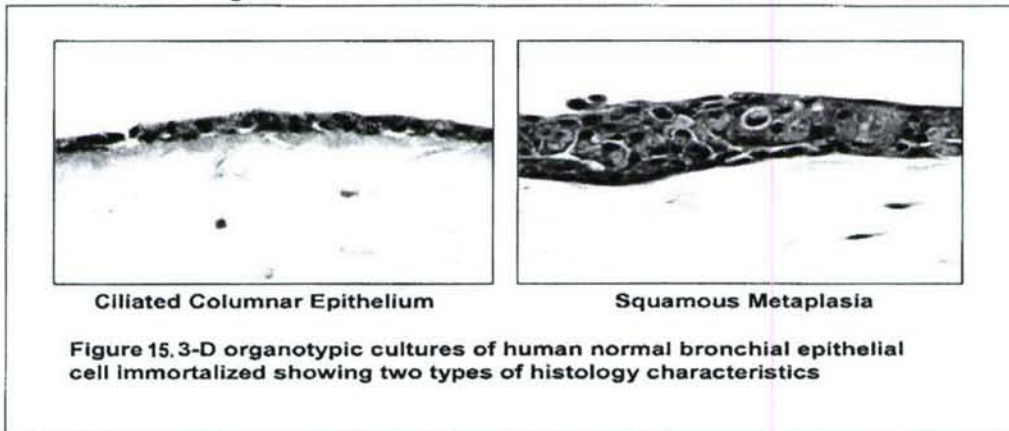 Ciliated Columnar Epithelium
Squamous Metaplasia
Figure 15. 3-D organotypic cultures of human normal bronchial epithelial
cell immortalized showing two types of histology characteristics